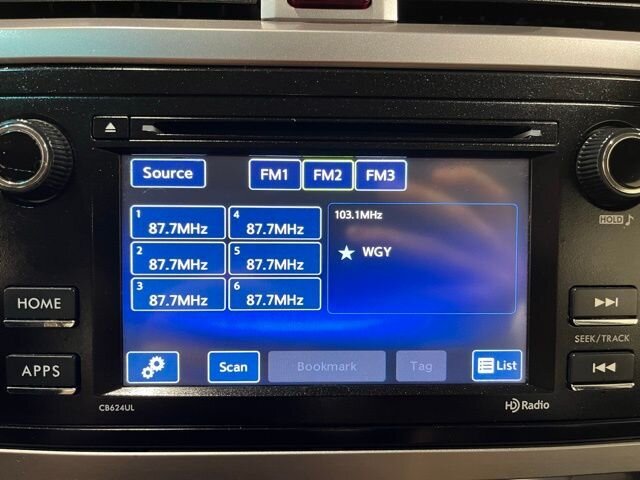 Source FM1 FM2 FM3
HOLD
1 87.7MHz 4 87.7MHz
2 87.7MHz 5 87.7MHz
3 87.7MHz 6 87.7MHz
103.1MHz
WGY
HOME
APPS
SEEK/TRACK
Scan Bookmark Tag List
CB624UL
HD Radio